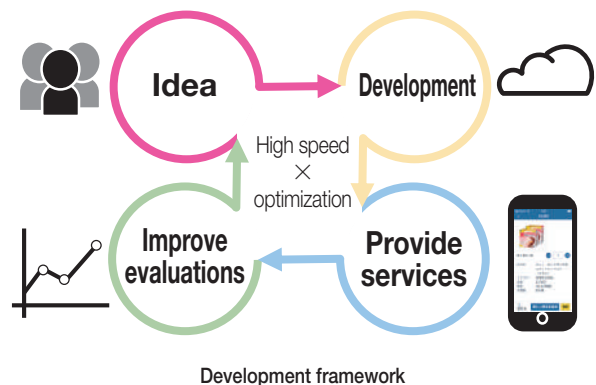 Idea
Development
High speed
×
optimization
Improve
evaluations
Provide
services
Development framework